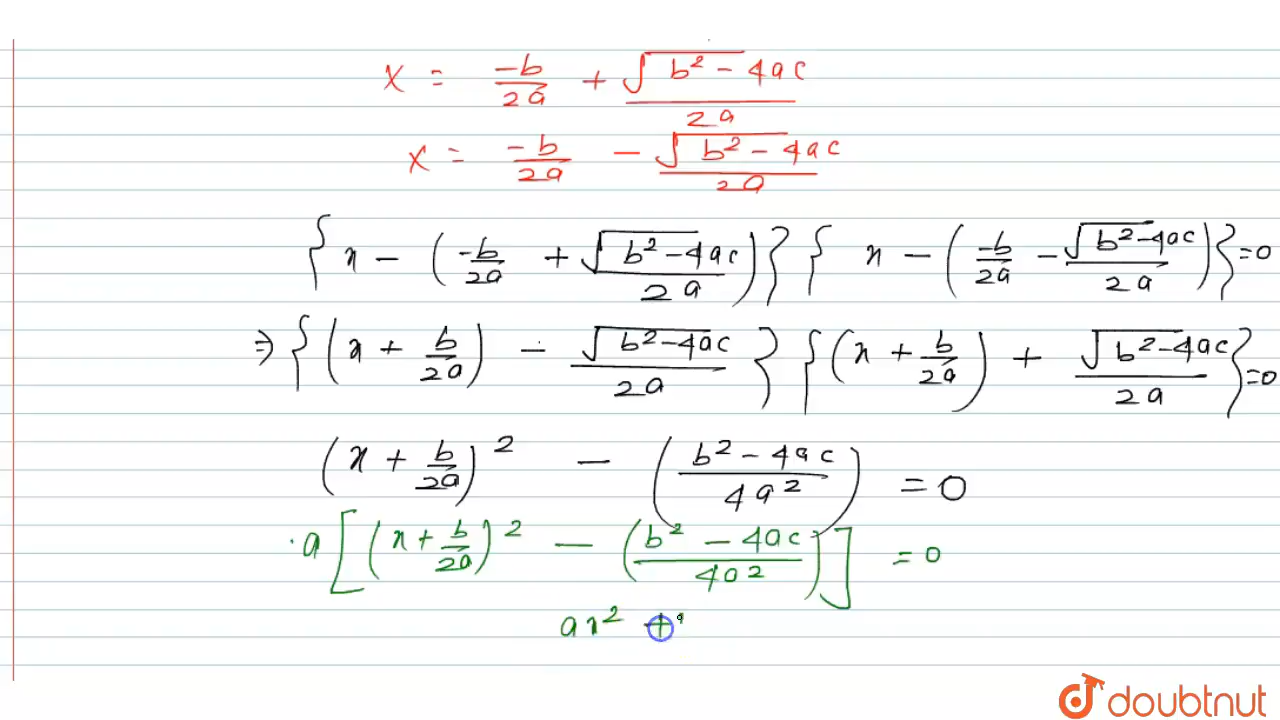 x = -b/2a + √(b² - 4ac)/2a
x = -b/2a - √(b² - 4ac)/2a
{x - (-b/2a + √(b² - 4ac)/2a)} {x - (-b/2a - √(b² - 4ac)/2a)} = 0
⇒ {(x + b/2a) - √(b² - 4ac)/2a} {(x + b/2a) + √(b² - 4ac)/2a} = 0
(x + b/2a)² - ((b² - 4ac)/4a²) = 0
· a[(x + b/2a)² - ((b² - 4ac)/4a²)] = 0
ax² +
doubtnut